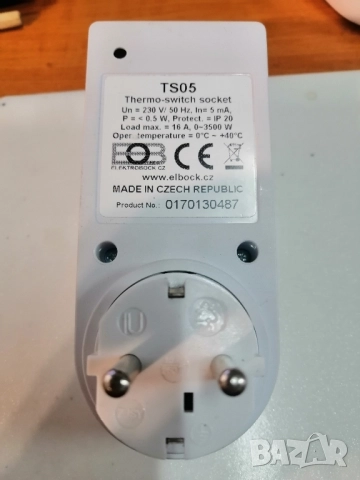 TS05
Thermo-switch socket
Un = 230 V/ 50 Hz, In= 5 mA,
P = < 0.5 W, Protect. = IP 20
Load max. = 16 A, 0~3500 W
Oper. temperature = 0°C ~ +40°C
EOB CE
ELEKTROBOCK CZ
www.elbock.cz
MADE IN CZECH REPUBLIC
Product No.: 0170130487
BAZAR